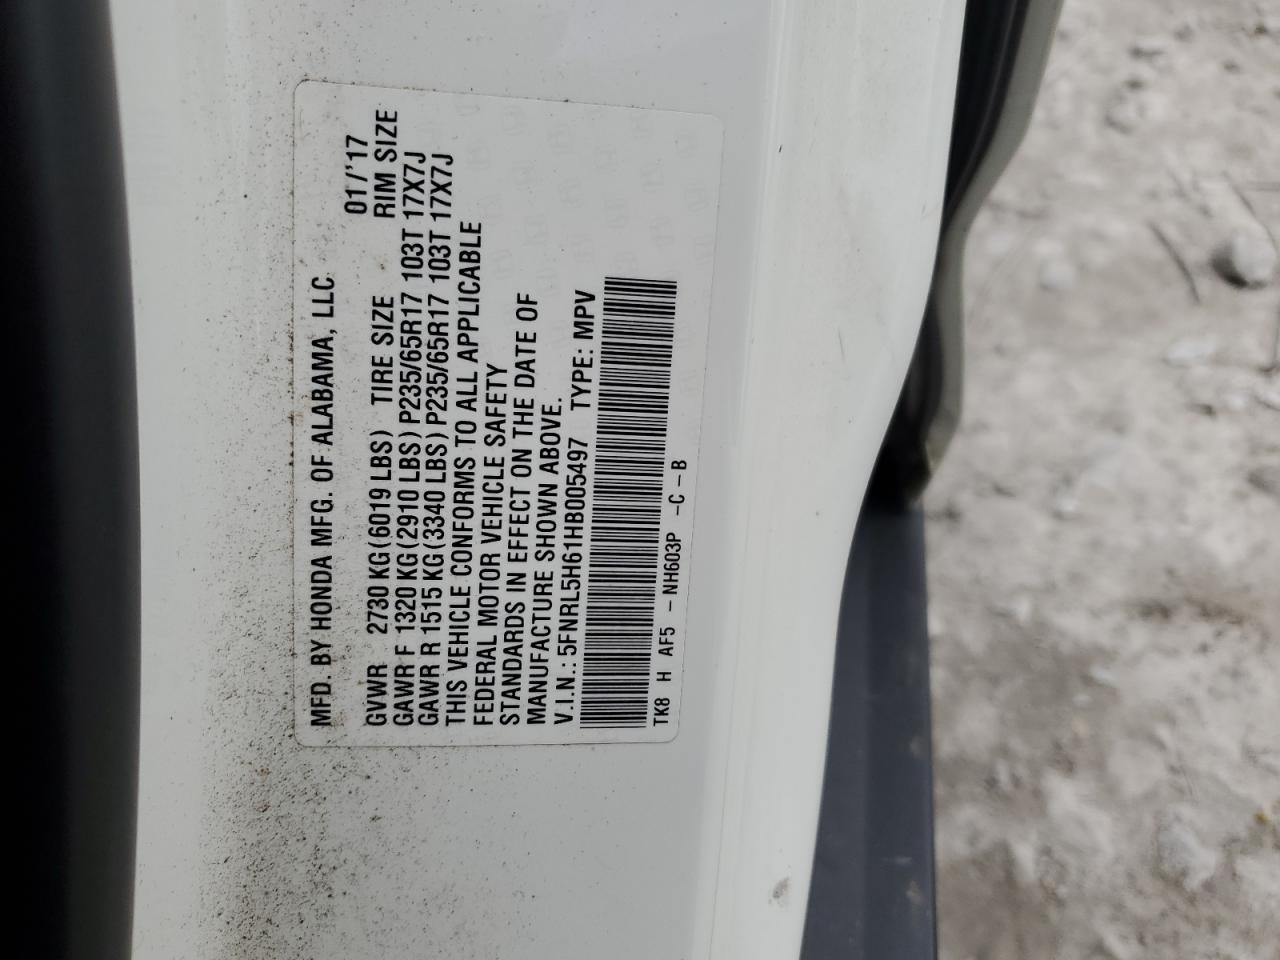 MFD. BY HONDA MFG. OF ALABAMA, LLC
01/'17
GVWR 2730 KG (6019 LBS) TIRE SIZE RIM SIZE
GAWR F 1320 KG (2910 LBS) P235/65R17 103T 17X7J
GAWR R 1515 KG (3340 LBS) P235/65R17 103T 17X7J
THIS VEHICLE CONFORMS TO ALL APPLICABLE
FEDERAL MOTOR VEHICLE SAFETY
STANDARDS IN EFFECT ON THE DATE OF
MANUFACTURE SHOWN ABOVE.
V.I.N.: 5FNRL5H61HB005497 TYPE: MPV
TK8 H AF5 - NH603P -C -B